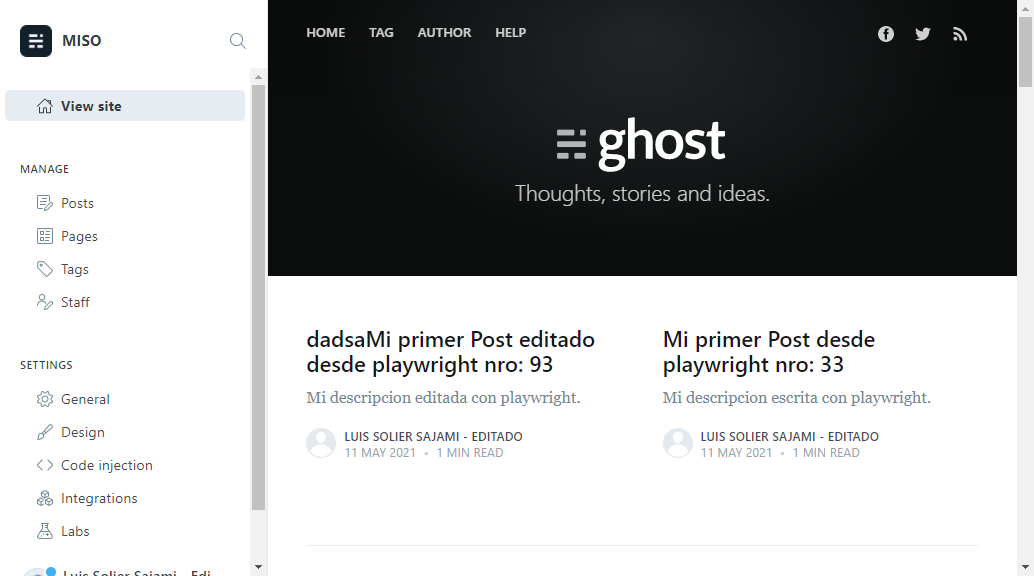 MISO
View site
MANAGE
Posts
Pages
Tags
Staff
SETTINGS
General
Design
Code injection
Integrations
Labs
Luis Solier Sajami - Edi
HOME TAG AUTHOR HELP
ghost
Thoughts, stories and ideas.
dadsaMi primer Post editado
desde playwright nro: 93
Mi descripcion editada con playwright.
LUIS SOLIER SAJAMI - EDITADO
11 MAY 2021 • 1 MIN READ
Mi primer Post desde
playwright nro: 33
Mi descripcion escrita con playwright.
LUIS SOLIER SAJAMI - EDITADO
11 MAY 2021 • 1 MIN READ